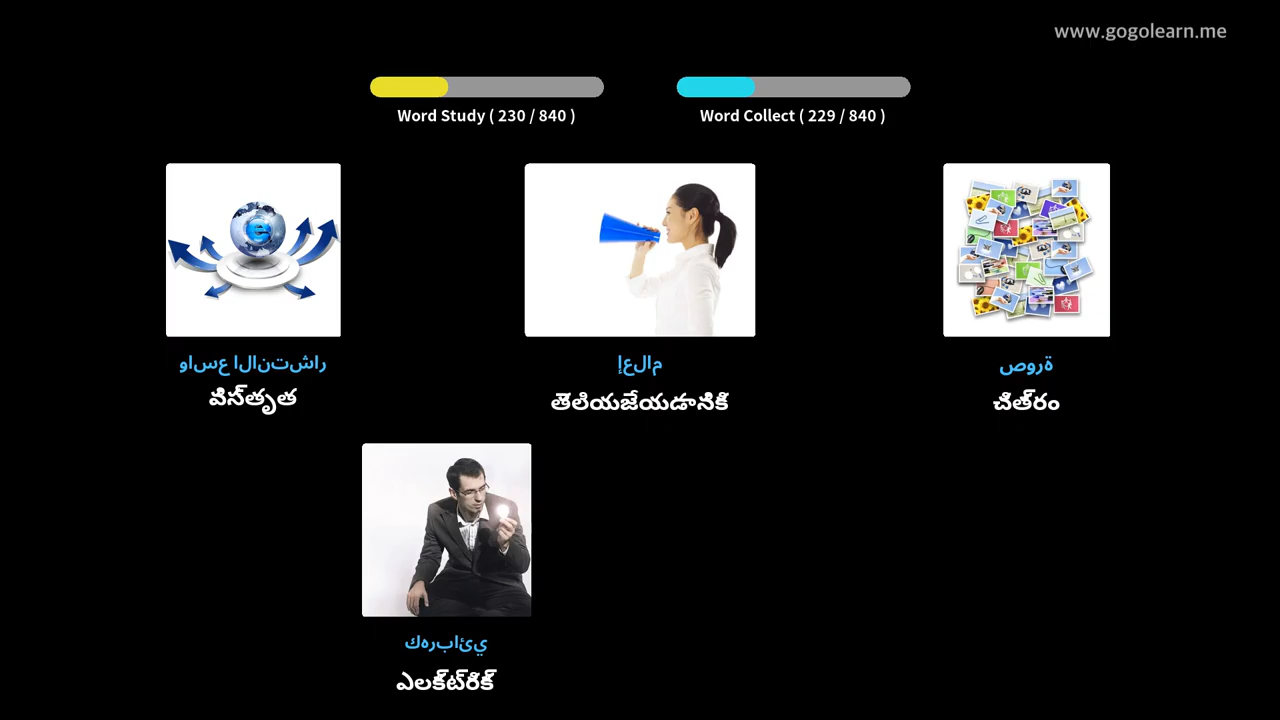 www.gogolearn.me
Word Study ( 230 / 840 )
Word Collect ( 229 / 840 )
واسع الانتشار
విస్తృత
إعلام
తెలియజేయడానికి
صورة
చిత్రం
كهربائي
ఎలక్ట్రిక్